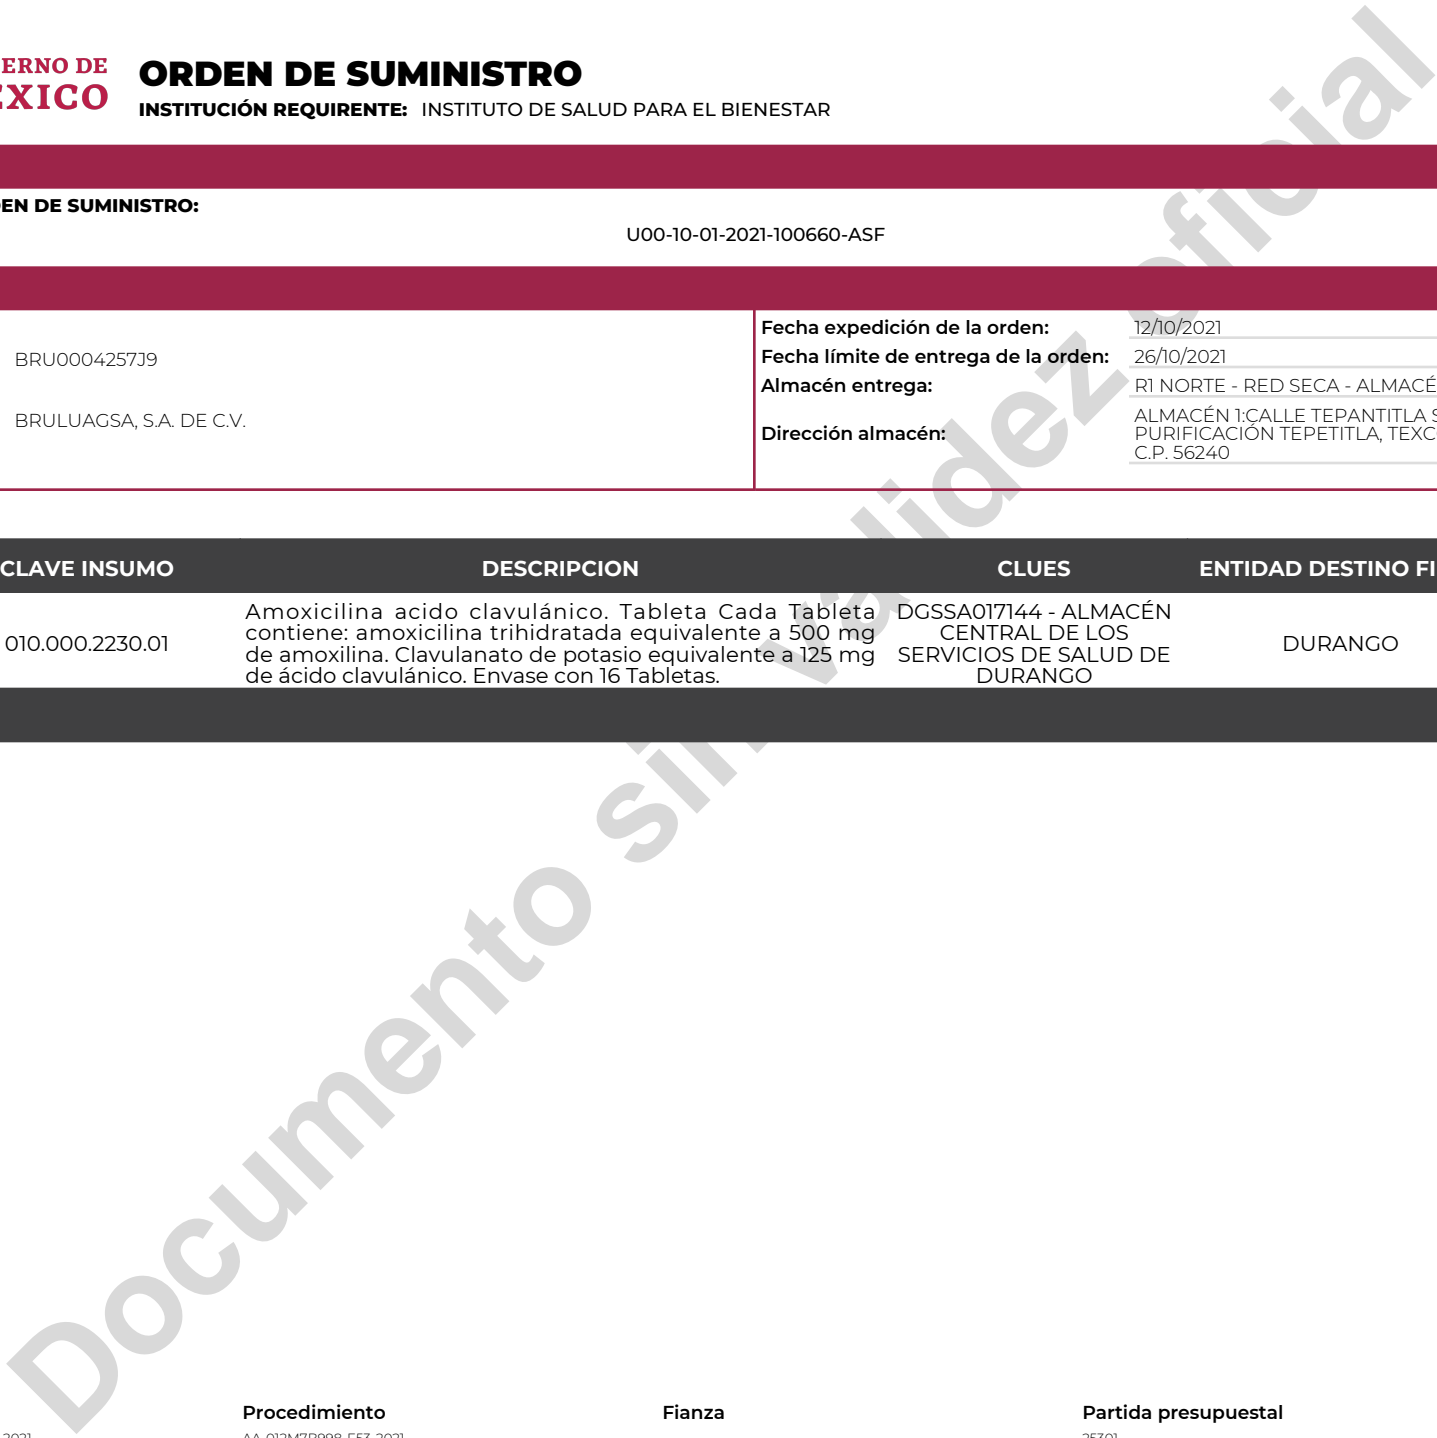 ERNO DE
EXICO
ORDEN DE SUMINISTRO
INSTITUCIÓN REQUIRENTE: INSTITUTO DE SALUD PARA EL BIENESTAR
EN DE SUMINISTRO:
U00-10-01-2021-100660-ASF
BRU0004257J9
BRULUAGSA, S.A. DE C.V.
Fecha expedición de la orden: 12/10/2021
Fecha límite de entrega de la orden: 26/10/2021
Almacén entrega: R1 NORTE - RED SECA - ALMACÉ
Dirección almacén: ALMACÉN 1:CALLE TEPANTITLA S
PURIFICACIÓN TEPETITLA, TEXC
C.P. 56240
CLAVE INSUMO DESCRIPCION CLUES ENTIDAD DESTINO FI
010.000.2230.01
Amoxicilina acido clavulánico. Tableta Cada Tableta
contiene: amoxicilina trihidratada equivalente a 500 mg
de amoxilina. Clavulanato de potasio equivalente a 125 mg
de ácido clavulánico. Envase con 16 Tabletas.
DGSSA017144 - ALMACÉN
CENTRAL DE LOS
SERVICIOS DE SALUD DE
DURANGO
DURANGO
Documento sin validez oficial
Procedimiento Fianza Partida presupuestal